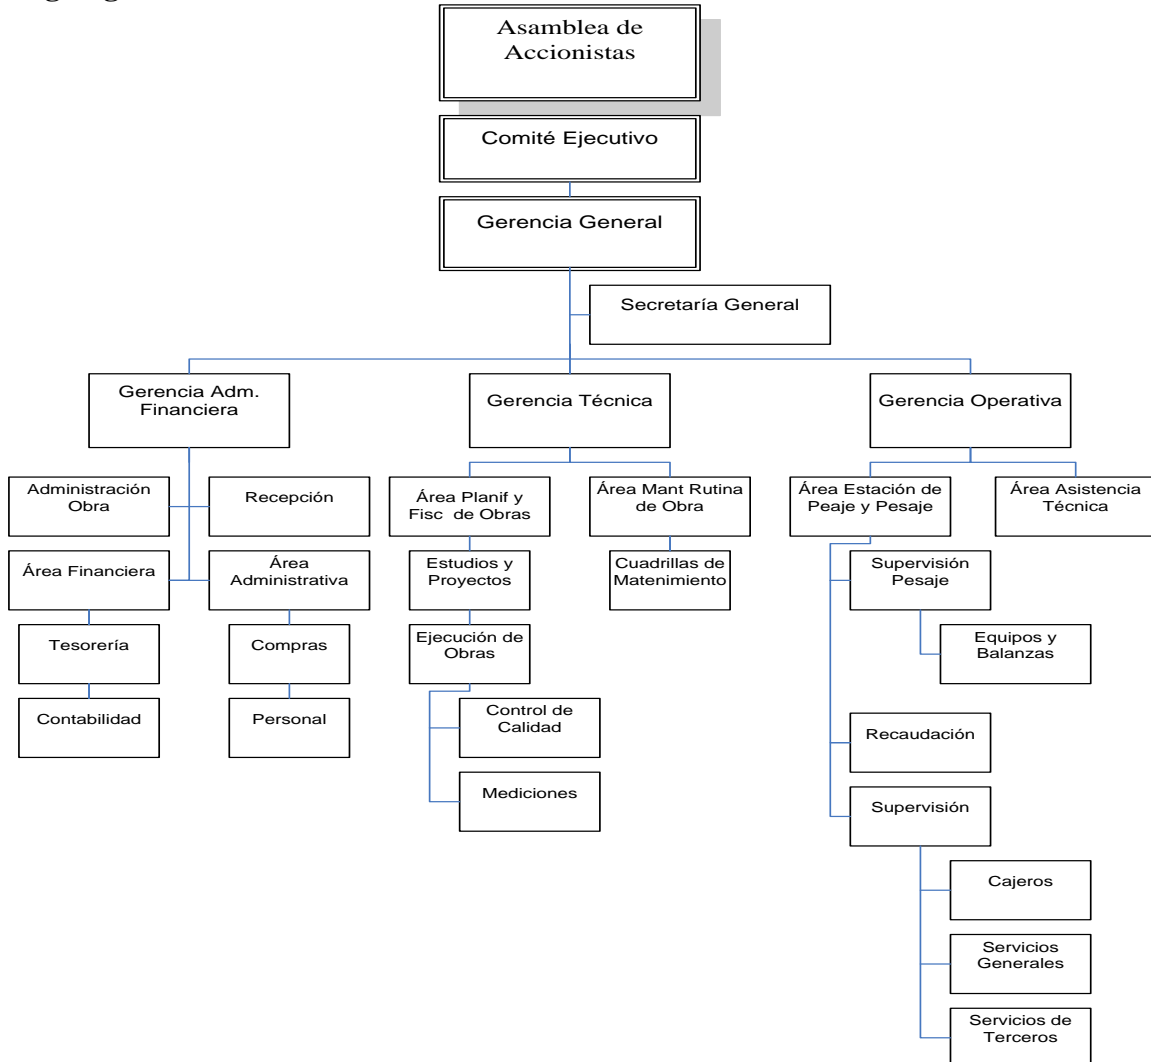 Asamblea de
Accionistas
Comité Ejecutivo
Gerencia General
Secretaría General
Gerencia Adm.
Financiera
Gerencia Técnica
Gerencia Operativa
Administración
Obra
Recepción
Área Planif y
Fisc de Obras
Área Mant Rutina
de Obra
Área Estación de
Peaje y Pesaje
Área Asistencia
Técnica
Área Financiera
Área
Administrativa
Estudios y
Proyectos
Cuadrillas de
Matenimiento
Supervisión
Pesaje
Tesorería
Compras
Ejecución de
Obras
Equipos y
Balanzas
Contabilidad
Personal
Control de
Calidad
Recaudación
Mediciones
Supervisión
Cajeros
Servicios
Generales
Servicios de
Terceros